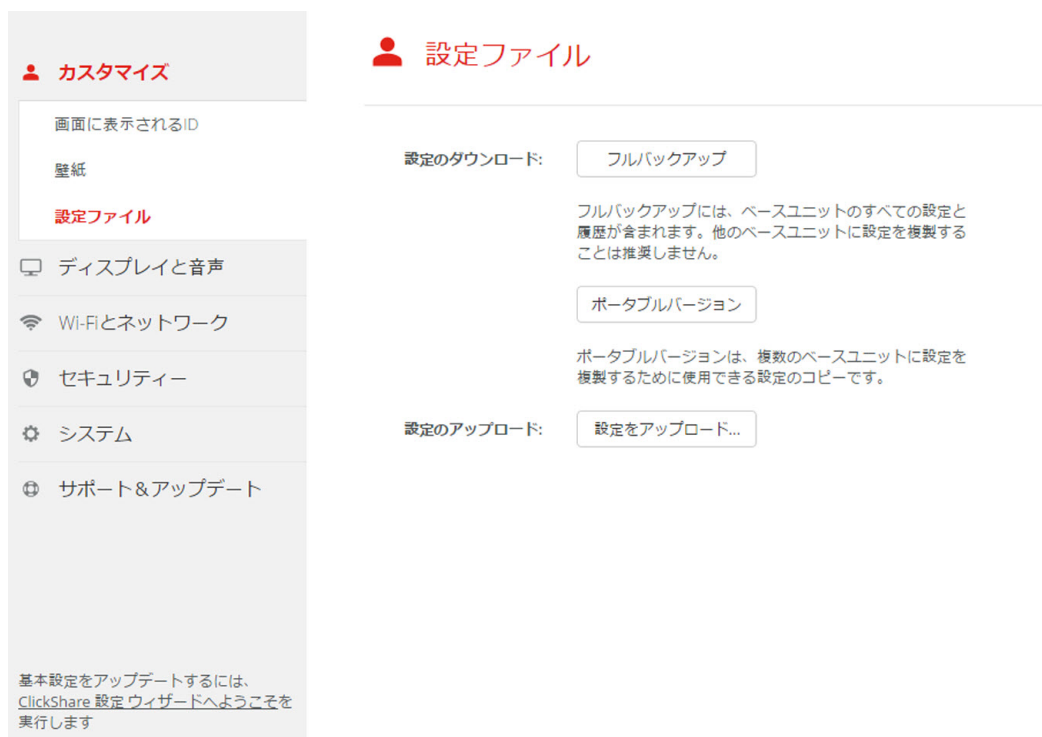 カスタマイズ
画面に表示されるID
壁紙
設定ファイル
ディスプレイと音声
Wi-Fiとネットワーク
セキュリティー
システム
サポート＆アップデート
基本設定をアップデートするには、
ClickShare 設定 ウィザードへようこそを
実行します
設定ファイル
設定のダウンロード:
フルバックアップ
フルバックアップには、ベースユニットのすべての設定と
履歴が含まれます。他のベースユニットに設定を複製する
ことは推奨しません。
ポータブルバージョン
ポータブルバージョンは、複数のベースユニットに設定を
複製するために使用できる設定のコピーです。
設定のアップロード:
設定をアップロード...